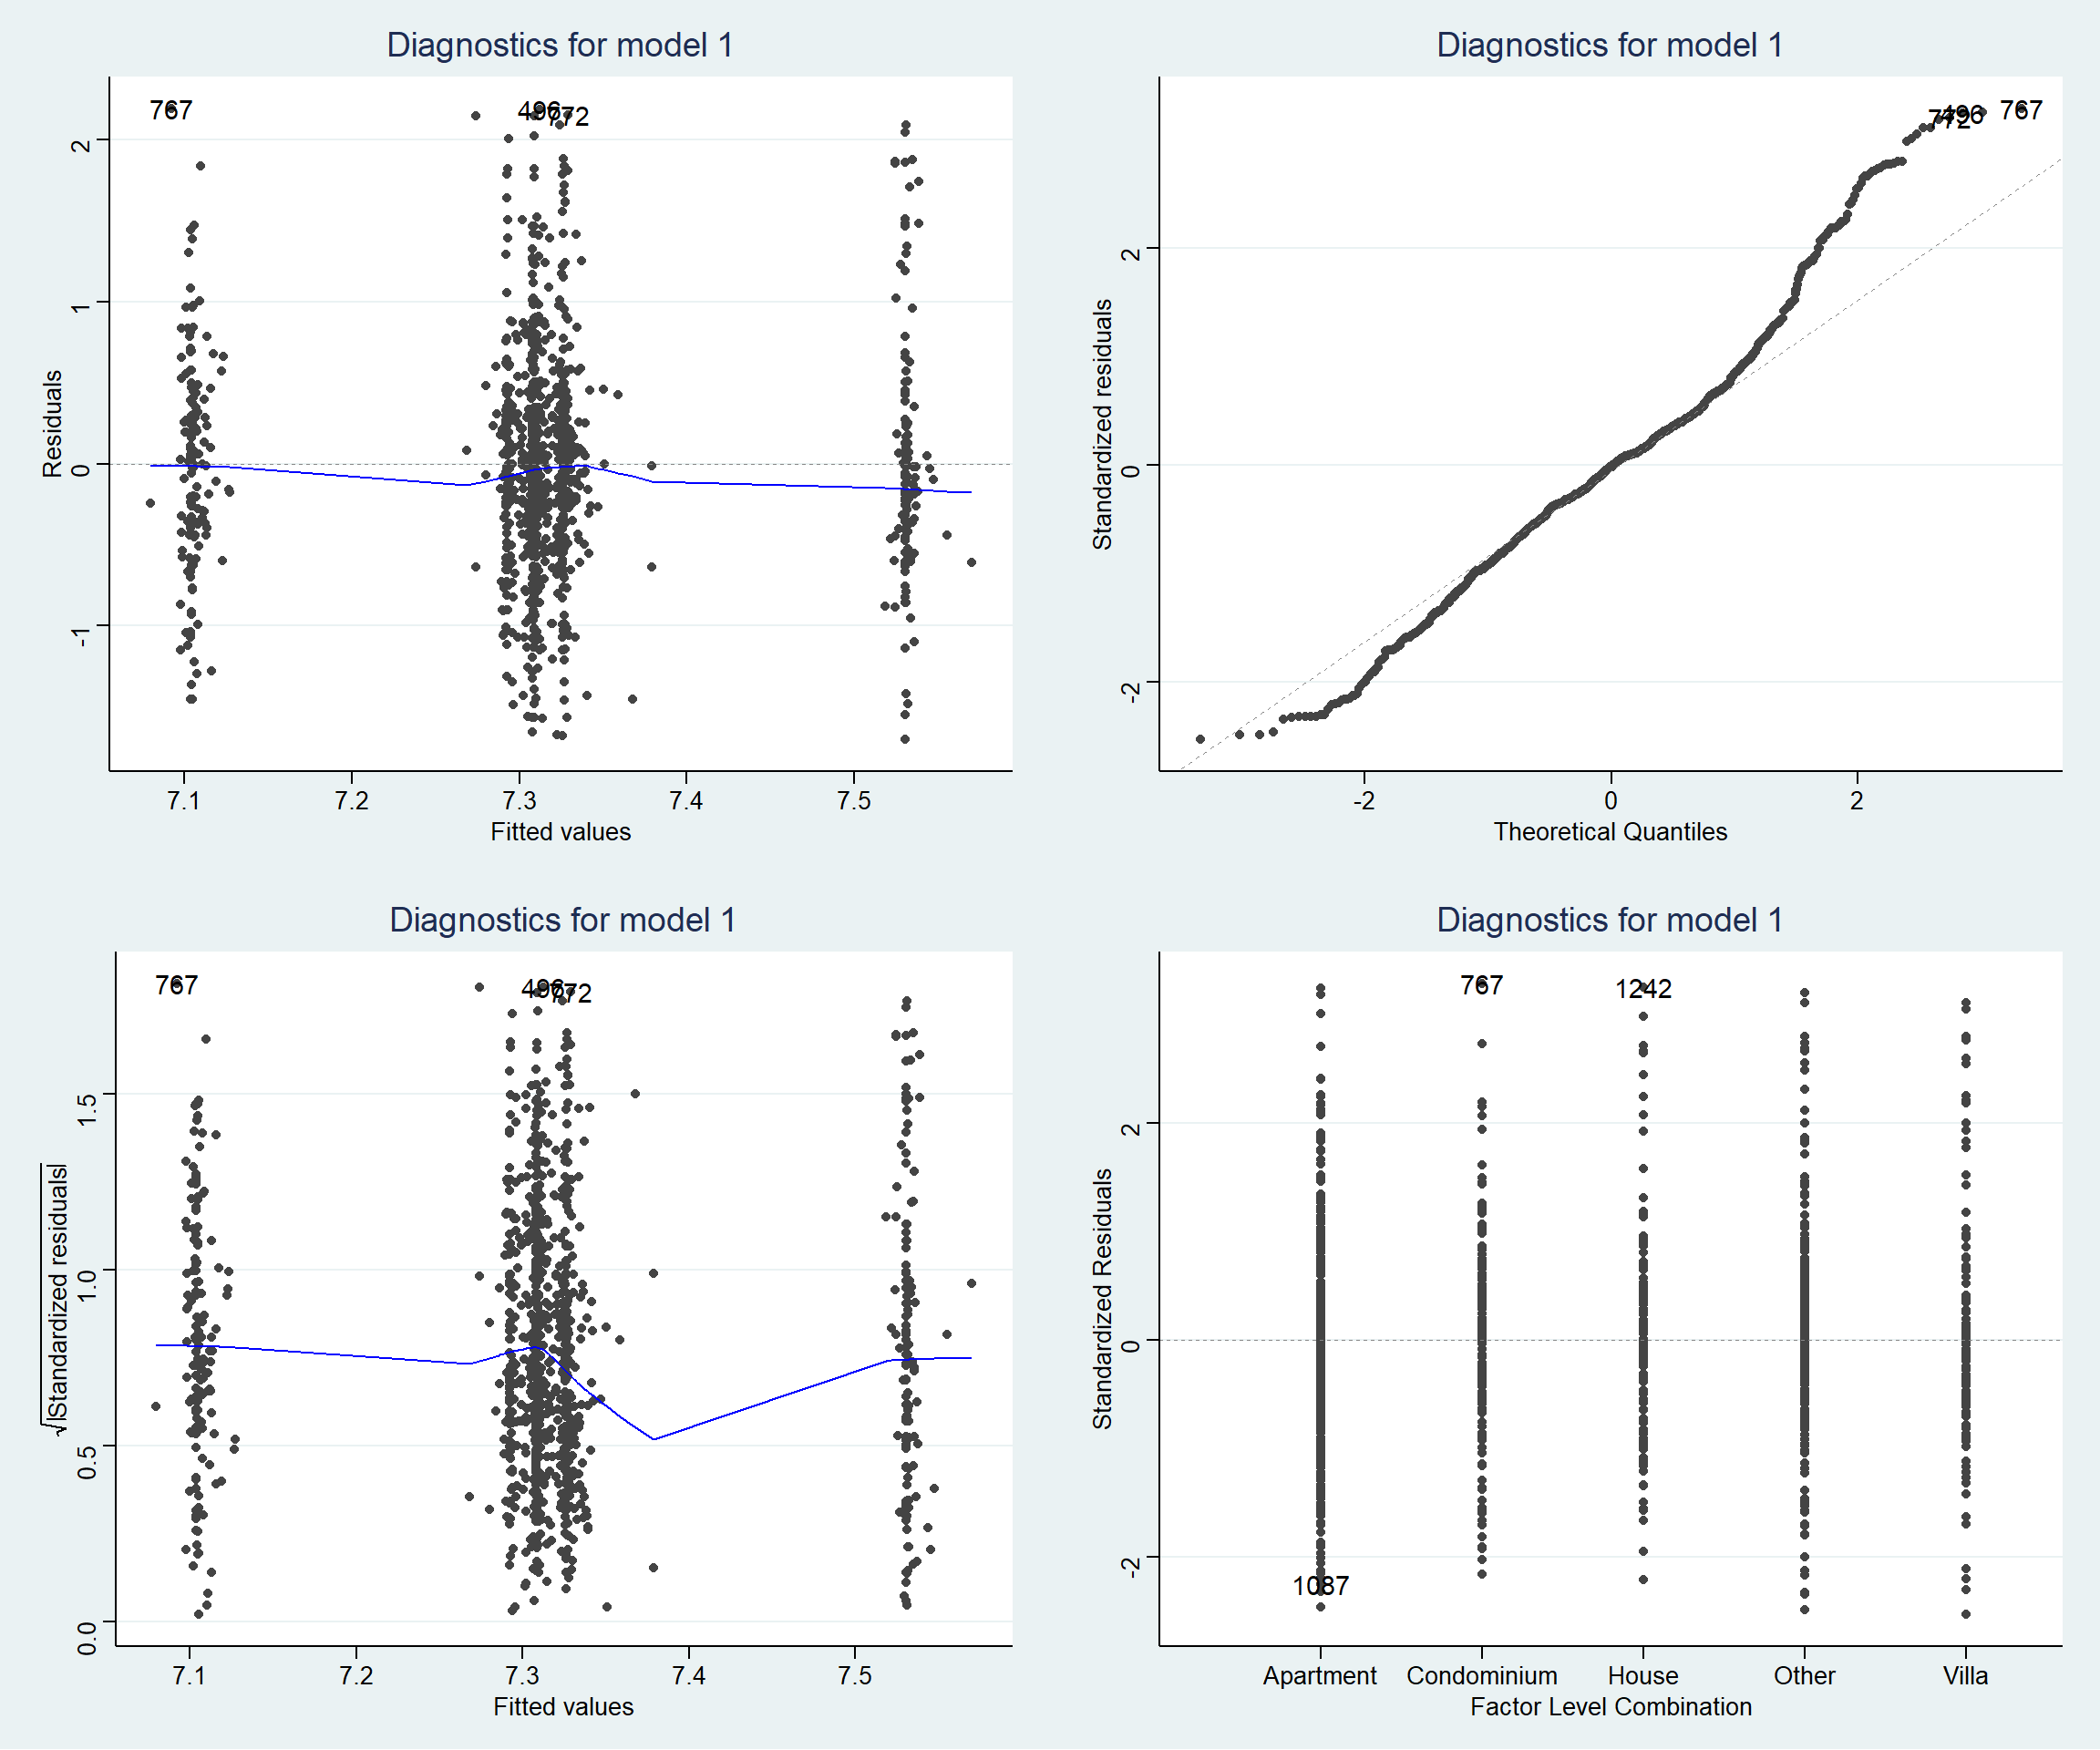 Diagnostics for model 1
767
496
772
2
1
0
-1
Residuals
7.1 7.2 7.3 7.4 7.5
Fitted values
Diagnostics for model 1
772
496
767
2
0
-2
Standardized residuals
-2 0 2
Theoretical Quantiles
Diagnostics for model 1
767
496
772
1.5
1.0
0.5
0.0
√|Standardized residuals|
7.1 7.2 7.3 7.4 7.5
Fitted values
Diagnostics for model 1
767
1242
1087
2
0
-2
Standardized Residuals
Apartment Condominium House Other Villa
Factor Level Combination